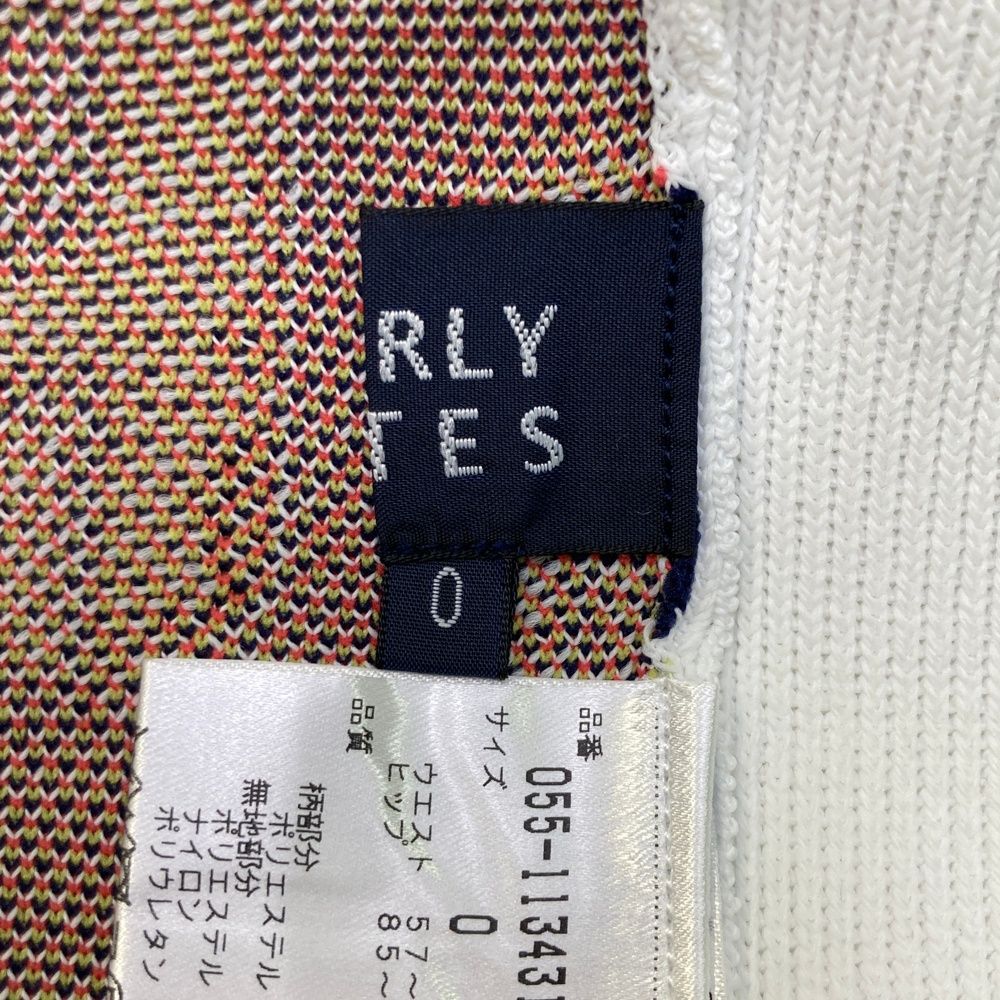 RLY
TES
0
品番
055-11343
サイズ 0
ウエスト 57~
ヒップ 85~
品質
柄部分
ポリエステル
無地部分
ポリエステル
ナイロン
ポリウレタン